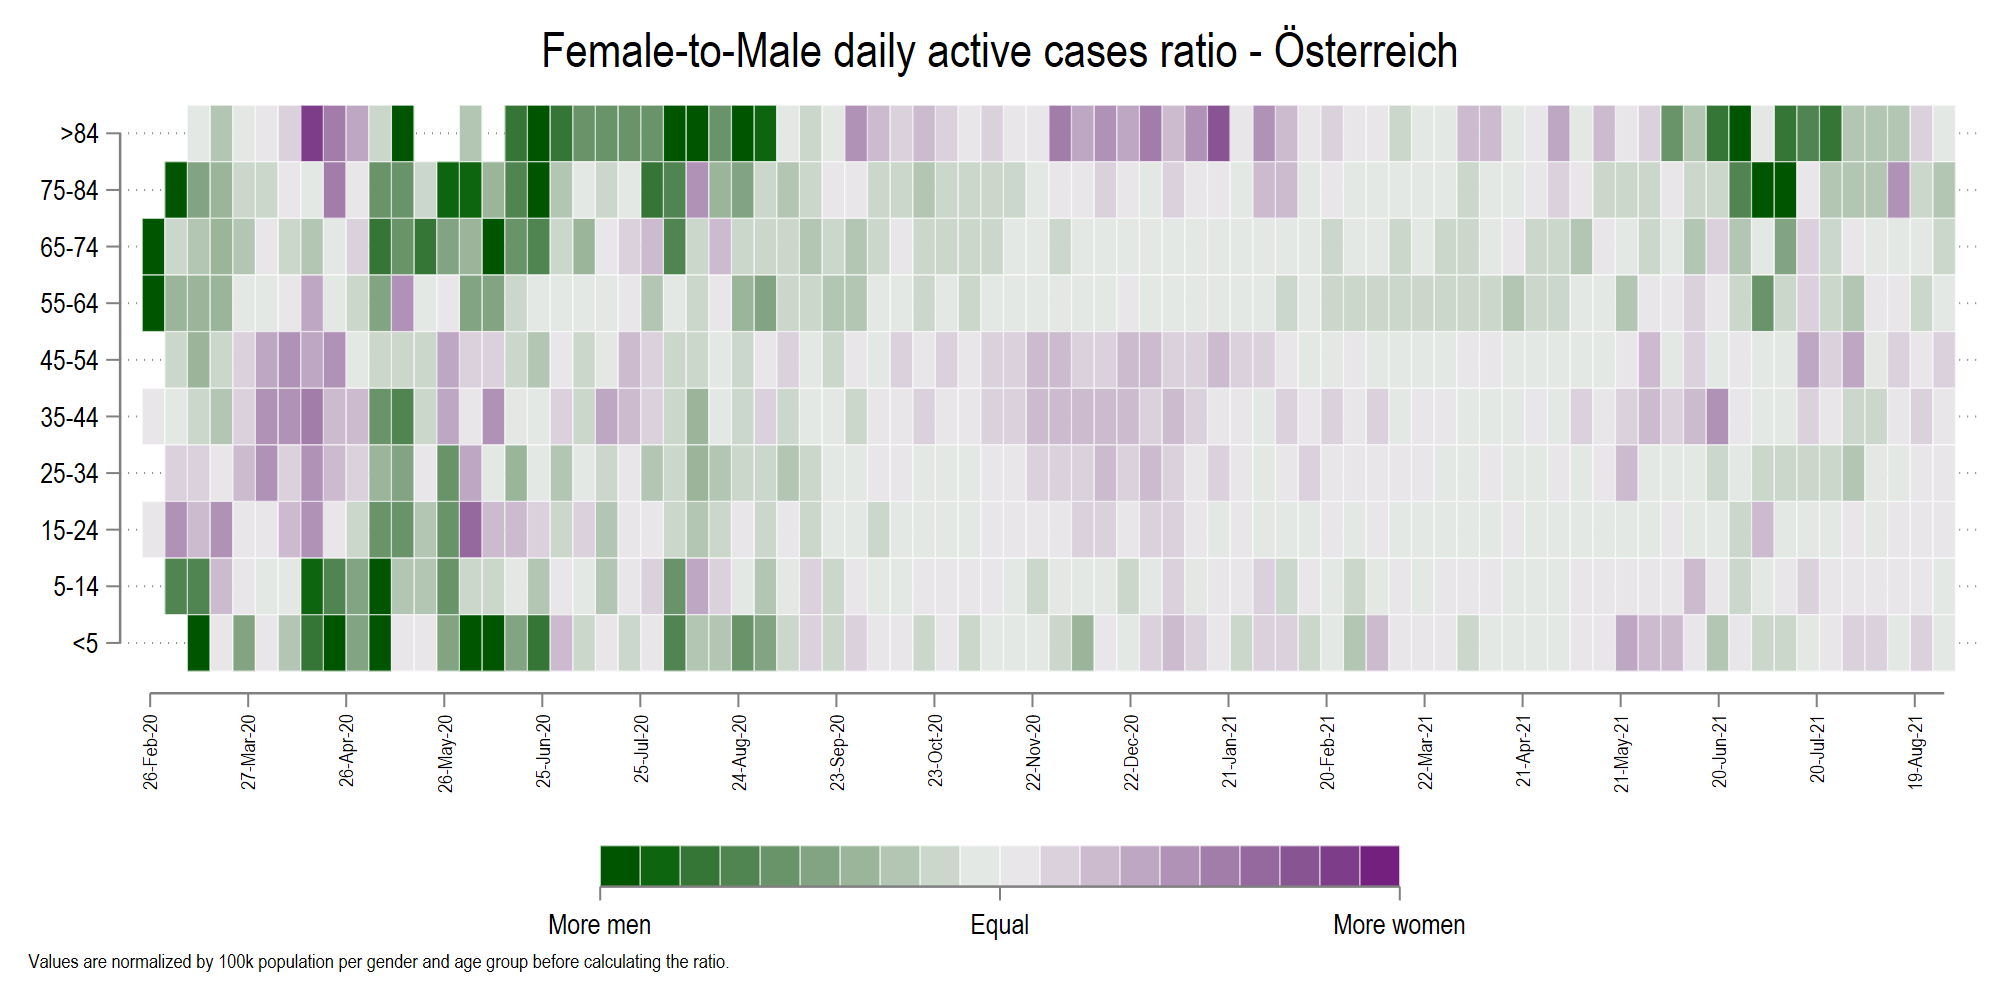 Female-to-Male daily active cases ratio - Österreich
>84
75-84
65-74
55-64
45-54
35-44
25-34
15-24
5-14
<5
26-Feb-20
27-Mar-20
26-Apr-20
26-May-20
25-Jun-20
25-Jul-20
24-Aug-20
23-Sep-20
23-Oct-20
22-Nov-20
22-Dec-20
21-Jan-21
20-Feb-21
22-Mar-21
21-Apr-21
21-May-21
20-Jun-21
20-Jul-21
19-Aug-21
More men
Equal
More women
Values are normalized by 100k population per gender and age group before calculating the ratio.